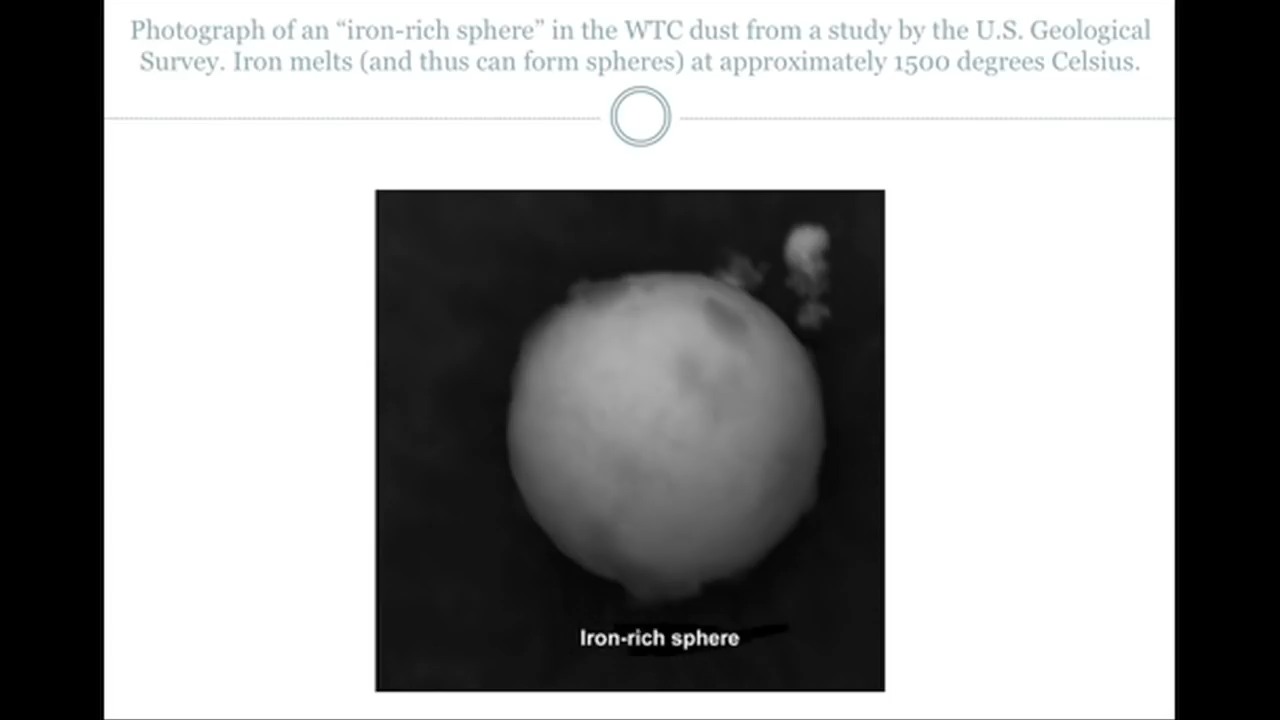 Photograph of an “iron-rich sphere” in the WTC dust from a study by the U.S. Geological
Survey. Iron melts (and thus can form spheres) at approximately 1500 degrees Celsius.
Iron-rich sphere